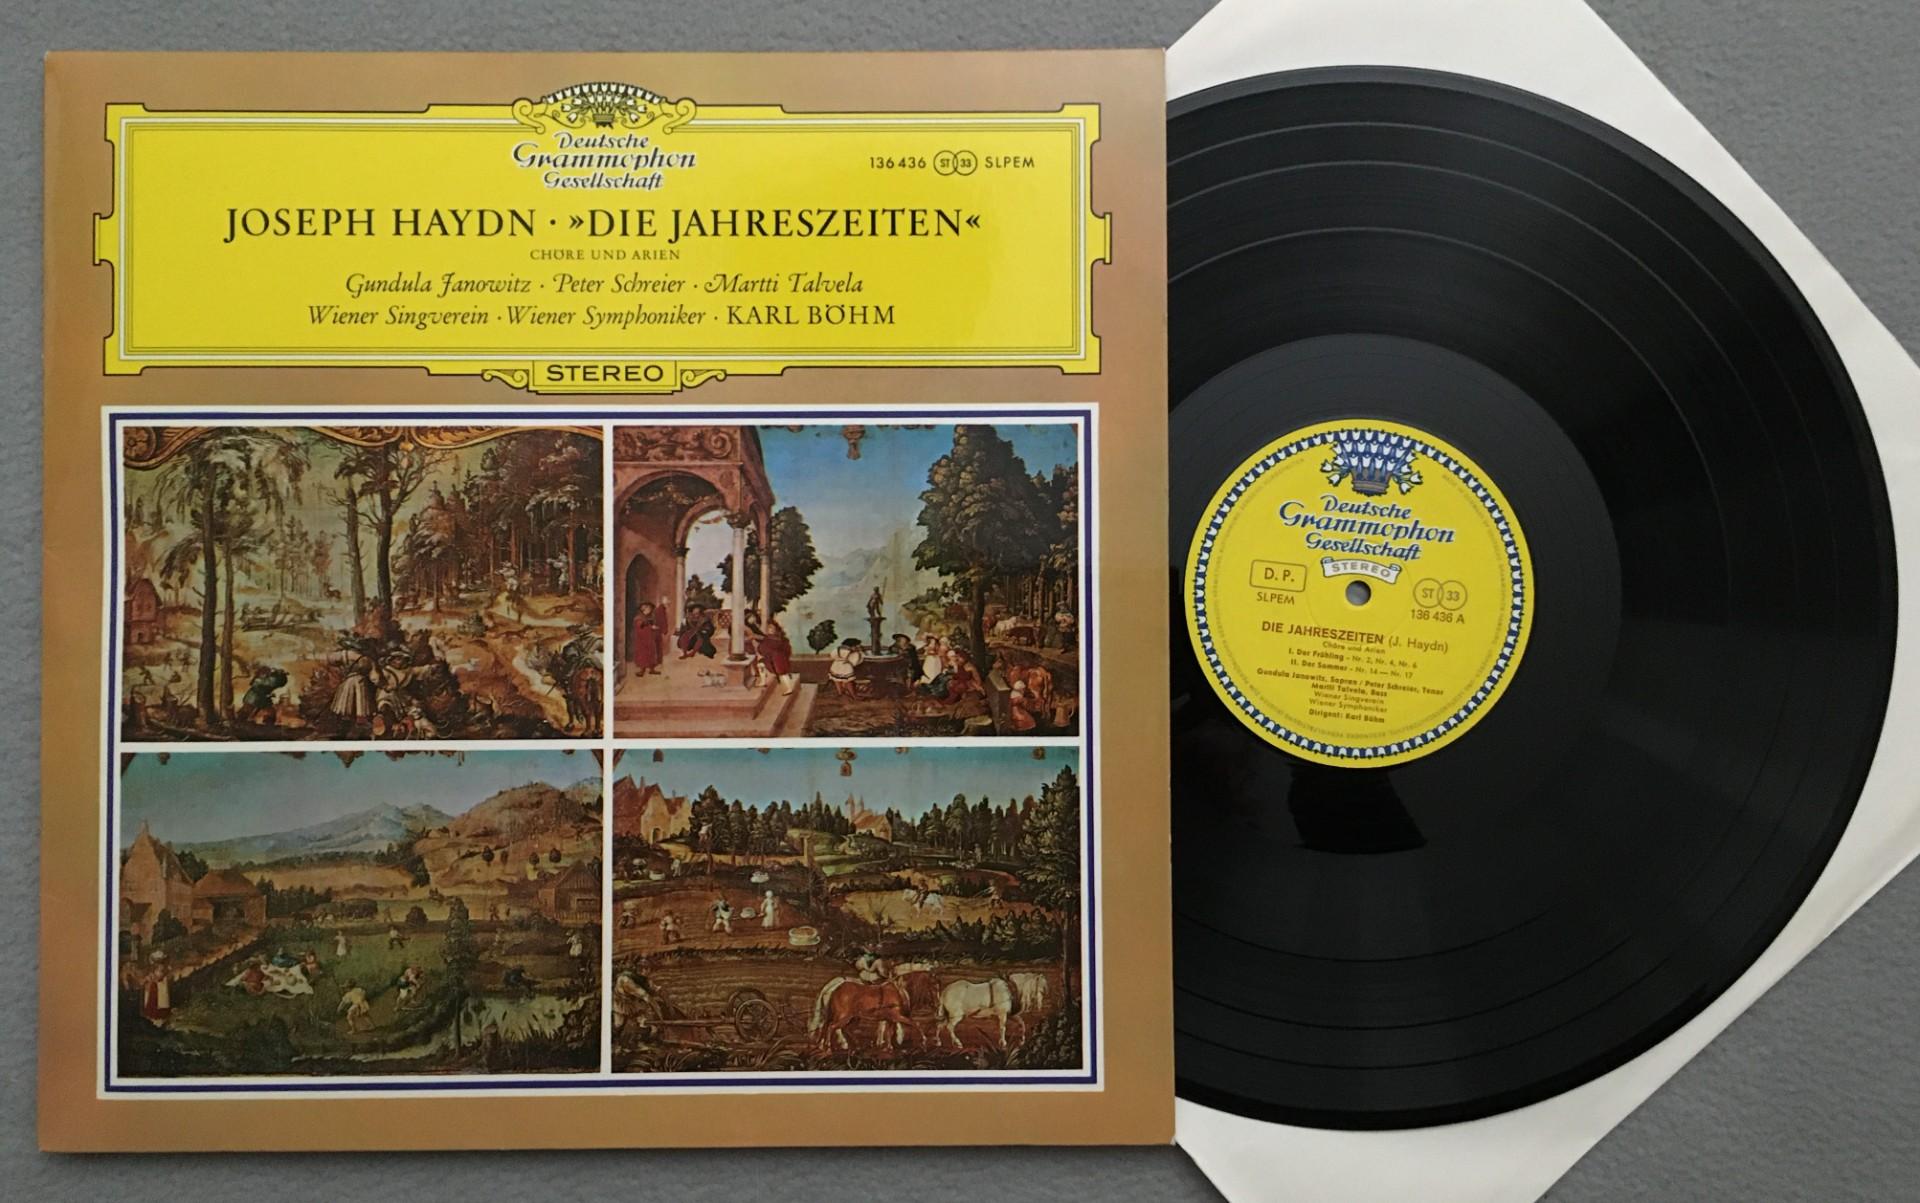 Deutsche
Grammophon
Gesellschaft
136 436 ST 33 SLPEM
JOSEPH HAYDN · »DIE JAHRESZEITEN«
CHÖRE UND ARIEN
Gundula Janowitz · Peter Schreier · Martti Talvela
Wiener Singverein · Wiener Symphoniker · KARL BÖHM
STEREO
Deutsche
Grammophon
Gesellschaft
STEREO
D. P.
SLPEM
ST 33
136 436 A
DIE JAHRESZEITEN (J. Haydn)
Chöre und Arien
I. Der Frühling - Nr. 2, Nr. 4, Nr. 6
II. Der Sommer - Nr. 14 — Nr. 17
Gundula Janowitz, Sopran / Peter Schreier, Tenor
Martti Talvela, Bass
Wiener Singverein
Wiener Symphoniker
Dirigent: Karl Böhm